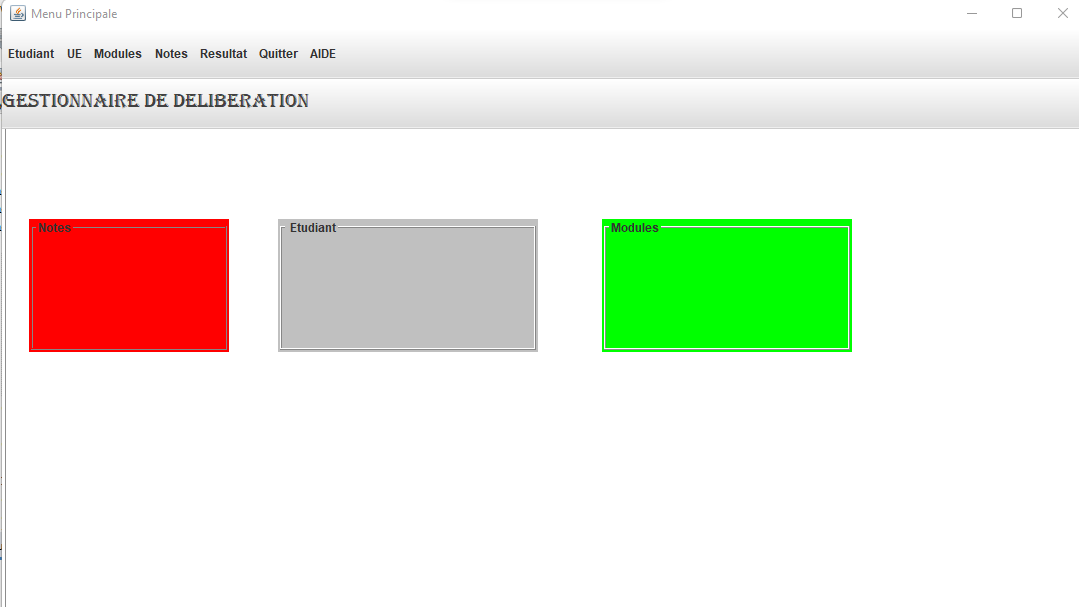 Menu Principale
Etudiant UE Modules Notes Resultat Quitter AIDE
GESTIONNAIRE DE DELIBERATION
Notes Etudiant Modules